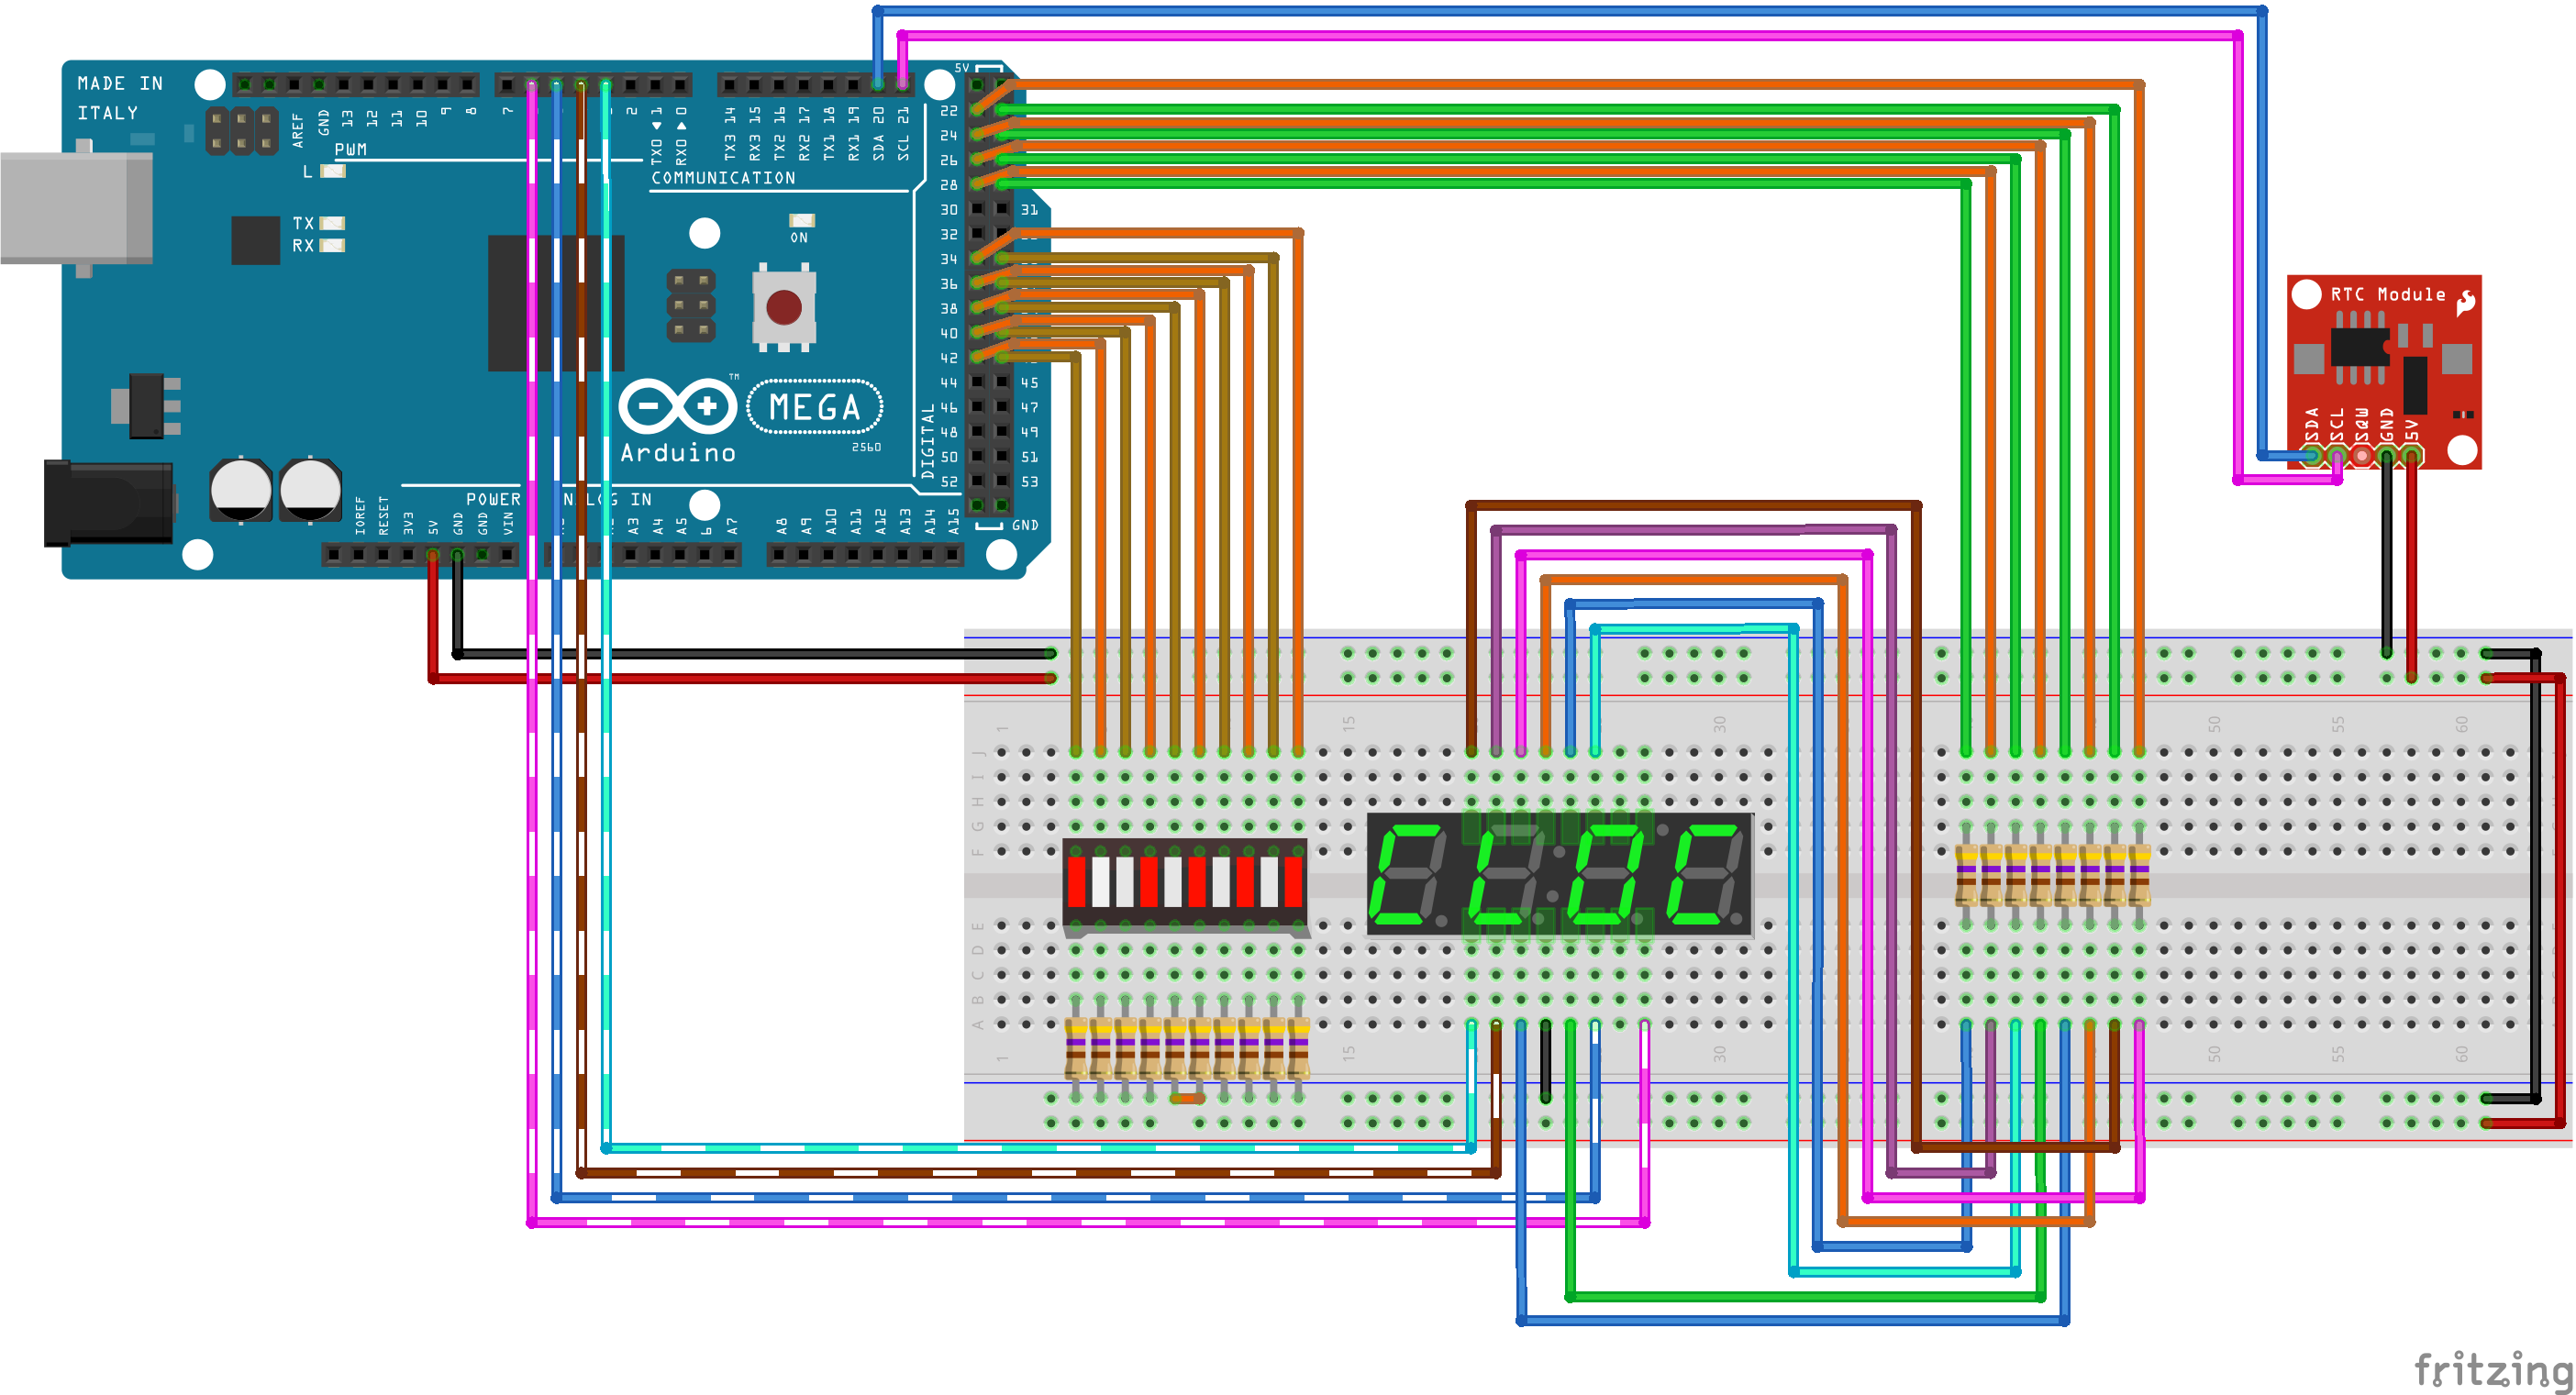 MADE IN
ITALY
AREF
GND
13
12
11
10
9
8
7
2
TX0 1
RX0 0
TX3 14
RX3 15
TX2 16
RX2 17
TX1 18
RX1 19
SDA 20
SCL 21
5V
PWM
L
COMMUNICATION
TX
RX
ON
22
24
26
28
30 31
32
34
36
38
40
42
44 45
46 47
48 49
50 51
52 53
GND
DIGITAL
MEGA
2560
TM
Arduino
POWER
ANALOG IN
IOREF
RESET
3V3
5V
GND
GND
VIN
A3
A4
A5
6
A7
A8
A9
A10
A11
A12
A13
A14
A15
RTC Module
SDA
SCL
SQW
GND
5V
1 15 30 50 55 60
J
I
H
G
F
E
D
C
B
A
1 15 30 50 55 60
fritzing